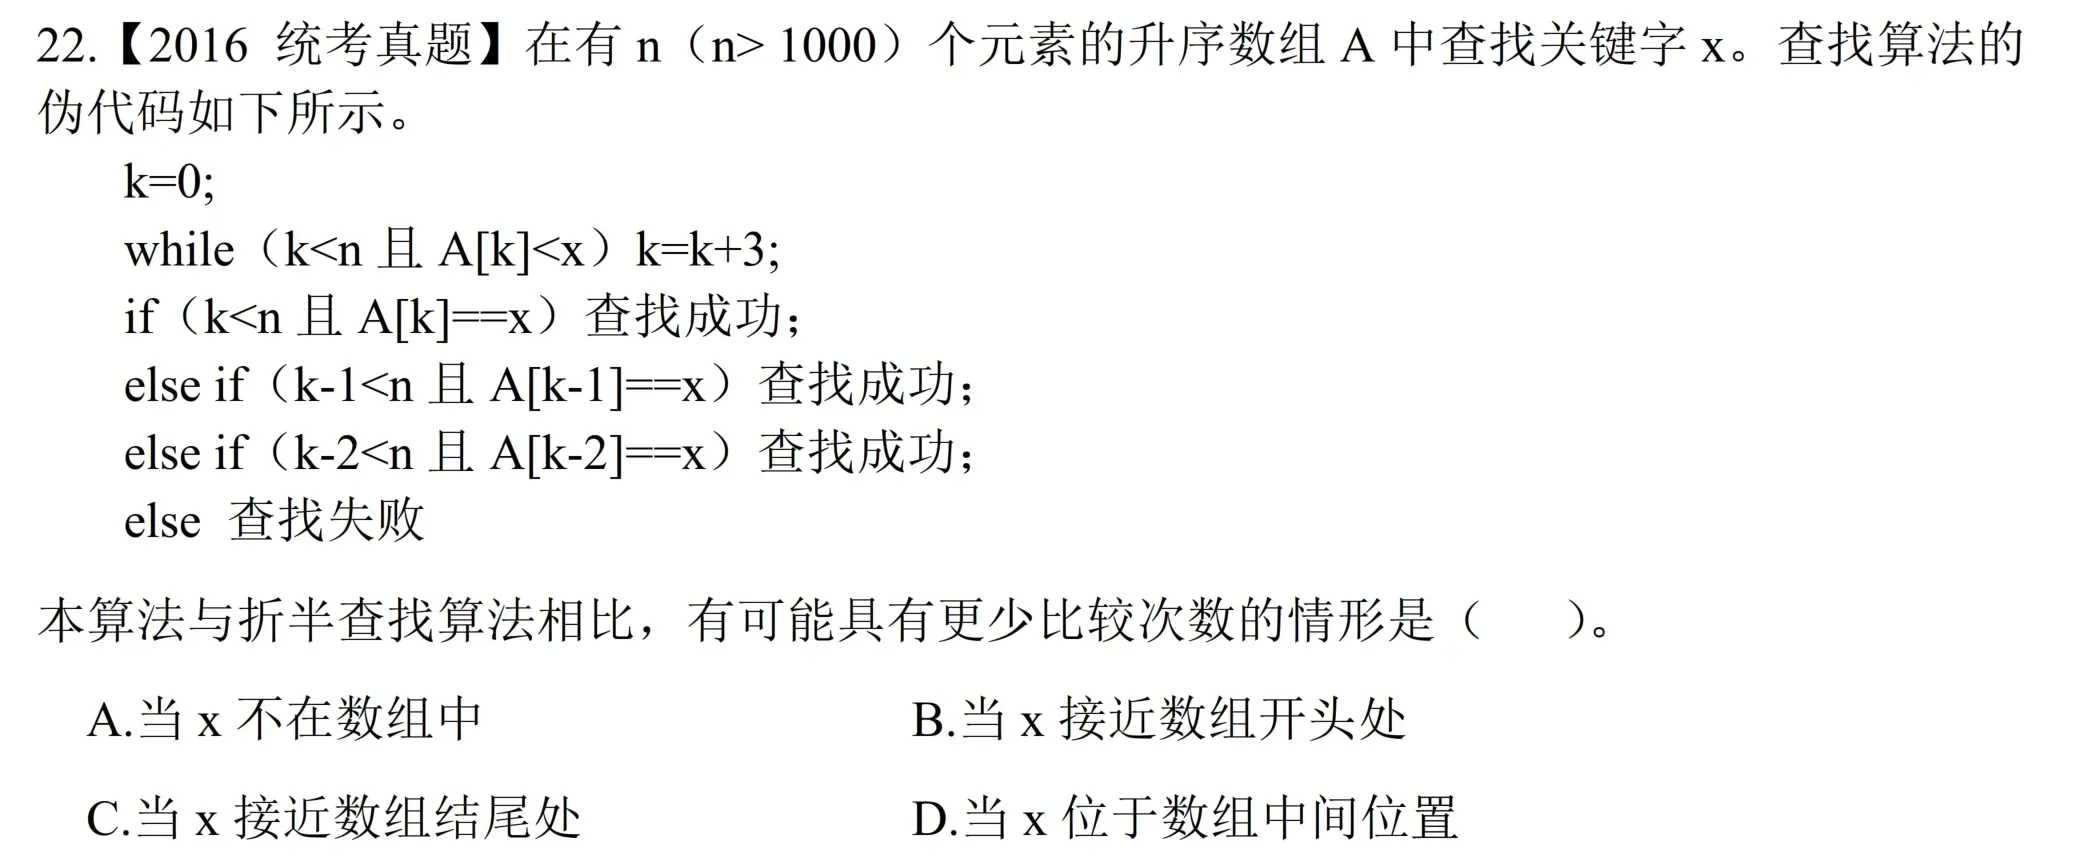 22.【2016 统考真题】在有 n（n> 1000）个元素的升序数组 A 中查找关键字 x。查找算法的
伪代码如下所示。
k=0;
while（k<n 且 A[k]<x）k=k+3;
if（k<n 且 A[k]==x）查找成功；
else if（k-1<n 且 A[k-1]==x）查找成功；
else if（k-2<n 且 A[k-2]==x）查找成功；
else 查找失败
本算法与折半查找算法相比，有可能具有更少比较次数的情形是（　　）。
A.当 x 不在数组中　　B.当 x 接近数组开头处
C.当 x 接近数组结尾处　　D.当 x 位于数组中间位置